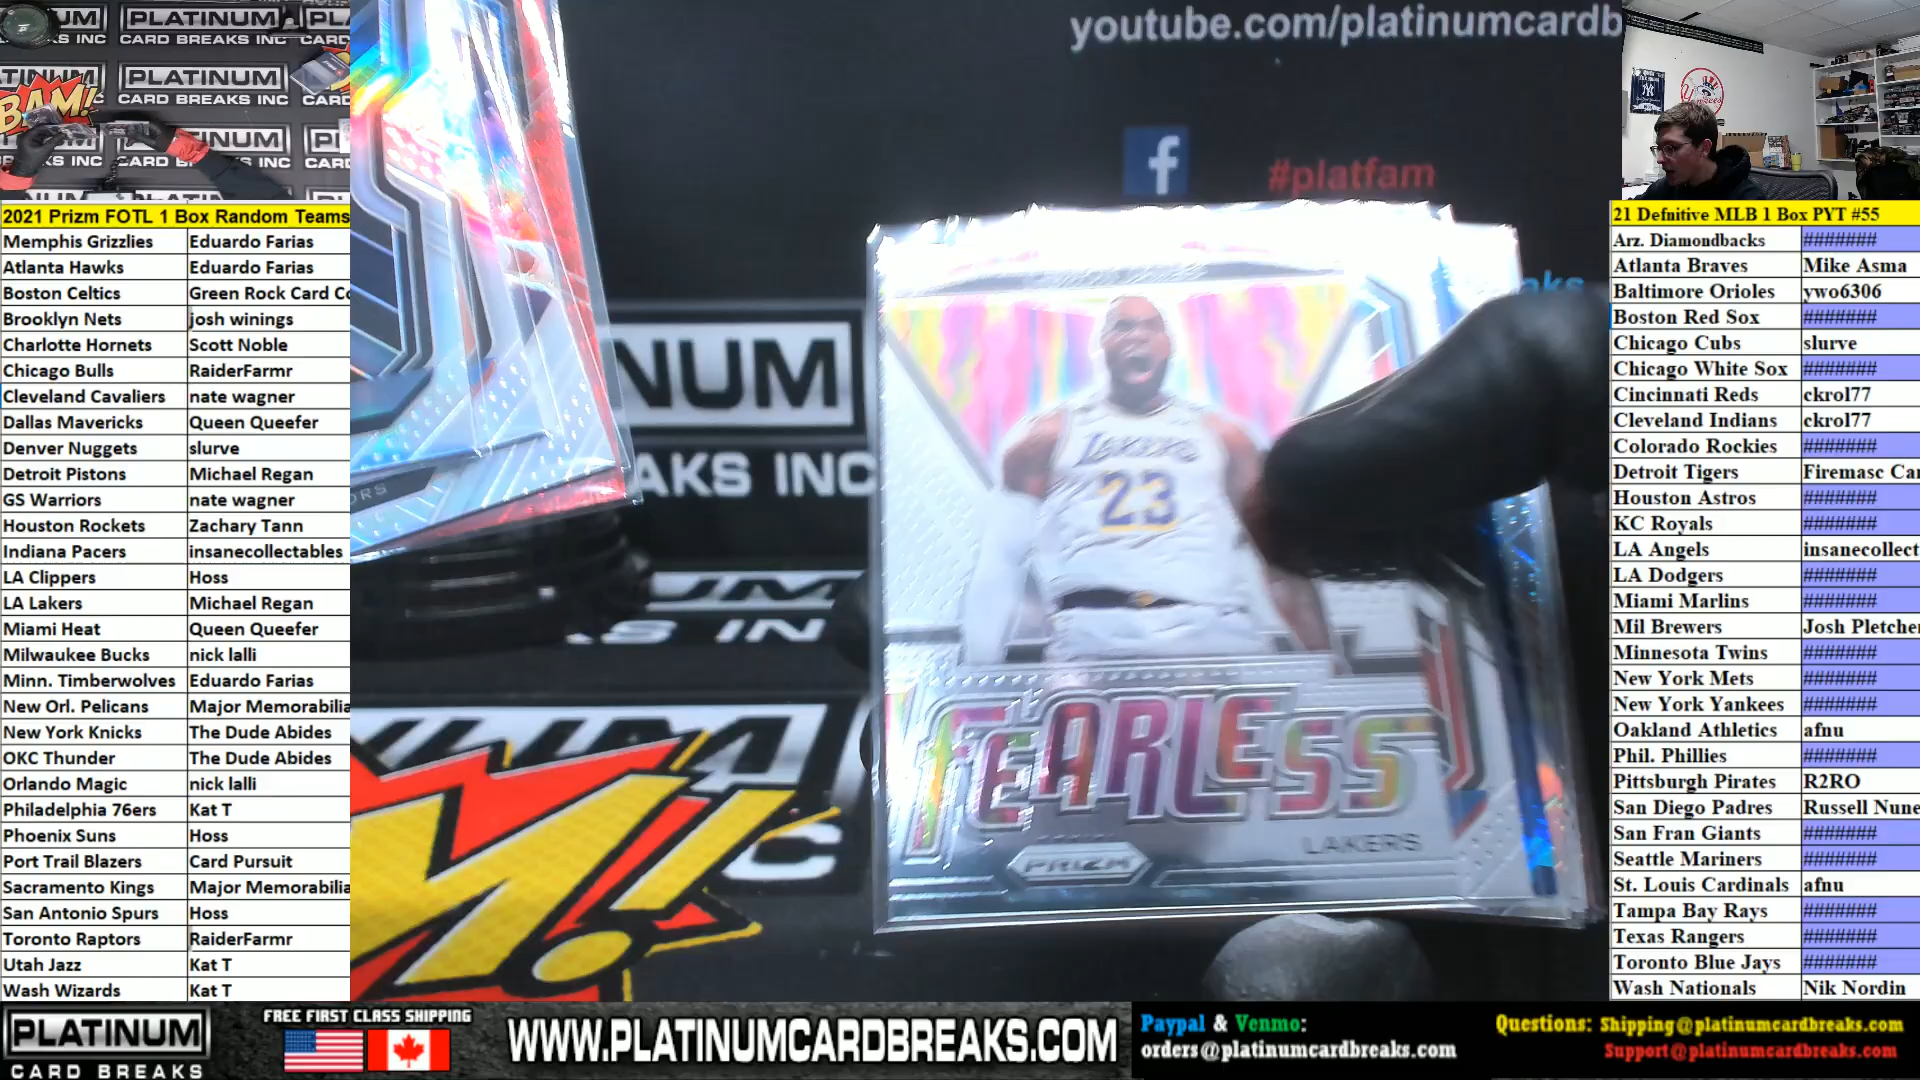 youtube.com/platinumcardb
#platfam
aks
PLATINUM
CARD BREAKS INC
BAM!
PLATINUM
CARD BREAKS INC
NUM
AKS INC
Lakers
23
FEARLESS
LAKERS
PRIZM
2021 Prizm FOTL 1 Box Random Teams
Memphis Grizzlies Eduardo Farias
Atlanta Hawks Eduardo Farias
Boston Celtics Green Rock Card Co
Brooklyn Nets josh winings
Charlotte Hornets Scott Noble
Chicago Bulls RaiderFarmr
Cleveland Cavaliers nate wagner
Dallas Mavericks Queen Queefer
Denver Nuggets slurve
Detroit Pistons Michael Regan
GS Warriors nate wagner
Houston Rockets Zachary Tann
Indiana Pacers insanecollectables
LA Clippers Hoss
LA Lakers Michael Regan
Miami Heat Queen Queefer
Milwaukee Bucks nick lalli
Minn. Timberwolves Eduardo Farias
New Orl. Pelicans Major Memorabilia
New York Knicks The Dude Abides
OKC Thunder The Dude Abides
Orlando Magic nick lalli
Philadelphia 76ers Kat T
Phoenix Suns Hoss
Port Trail Blazers Card Pursuit
Sacramento Kings Major Memorabilia
San Antonio Spurs Hoss
Toronto Raptors RaiderFarmr
Utah Jazz Kat T
Wash Wizards Kat T
21 Defnitive MLB 1 Box PYT #55
Arz. Diamondbacks #######
Atlanta Braves Mike Asma
Baltimore Orioles ywo6306
Boston Red Sox #######
Chicago Cubs slurve
Chicago White Sox #######
Cincinnati Reds ckrol77
Cleveland Indians ckrol77
Colorado Rockies #######
Detroit Tigers Firemasc Car
Houston Astros #######
KC Royals #######
LA Angels insanecollect
LA Dodgers #######
Miami Marlins #######
Mil Brewers Josh Pletcher
Minnesota Twins #######
New York Mets #######
New York Yankees #######
Oakland Athletics afnu
Phil. Phillies #######
Pittsburgh Pirates R2RO
San Diego Padres Russell Nune
San Fran Giants #######
Seattle Mariners #######
St. Louis Cardinals afnu
Tampa Bay Rays #######
Texas Rangers #######
Toronto Blue Jays #######
Wash Nationals Nik Nordin
PLATINUM
CARD BREAKS
FREE FIRST CLASS SHIPPING
WWW.PLATINUMCARDBREAKS.COM
Paypal & Venmo:
orders@platinumcardbreaks.com
Questions: Shipping@platinumcardbreaks.com
Support@platinumcardbreaks.com